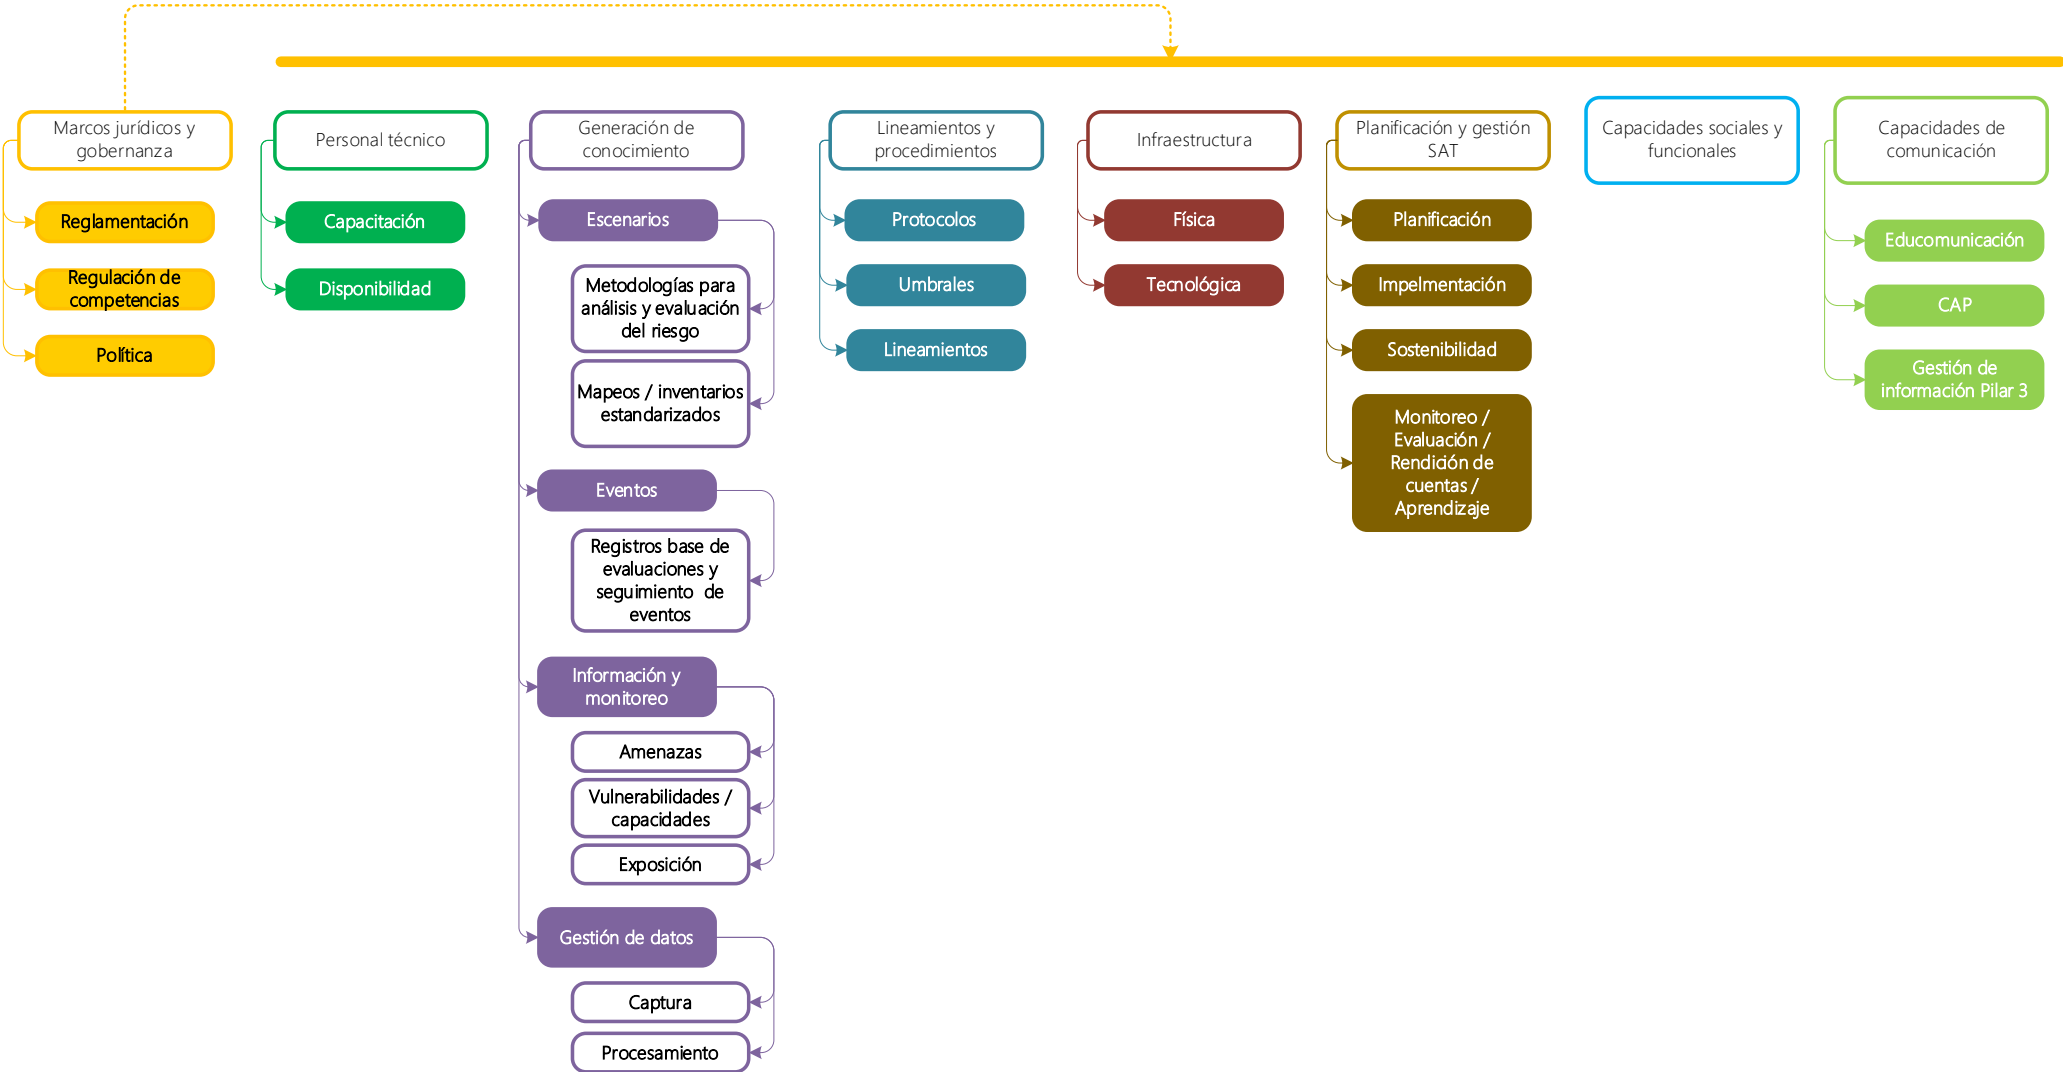 Marcos jurídicos y
gobernanza
Reglamentación
Regulación de
competencias
Política
Personal técnico
Capacitación
Disponibilidad
Generación de
conocimiento
Escenarios
Metodologías para
análisis y evaluación
del riesgo
Mapeos / inventarios
estandarizados
Eventos
Registros base de
evaluaciones y
seguimiento de
eventos
Información y
monitoreo
Amenazas
Vulnerabilidades /
capacidades
Exposición
Gestión de datos
Captura
Procesamiento
Lineamientos y
procedimientos
Protocolos
Umbrales
Lineamientos
Infraestructura
Física
Tecnológica
Planificación y gestión
SAT
Planificación
Impelmentación
Sostenibilidad
Monitoreo /
Evaluación /
Rendición de
cuentas /
Aprendizaje
Capacidades sociales y
funcionales
Capacidades de
comunicación
Educomunicación
CAP
Gestión de
información Pilar 3